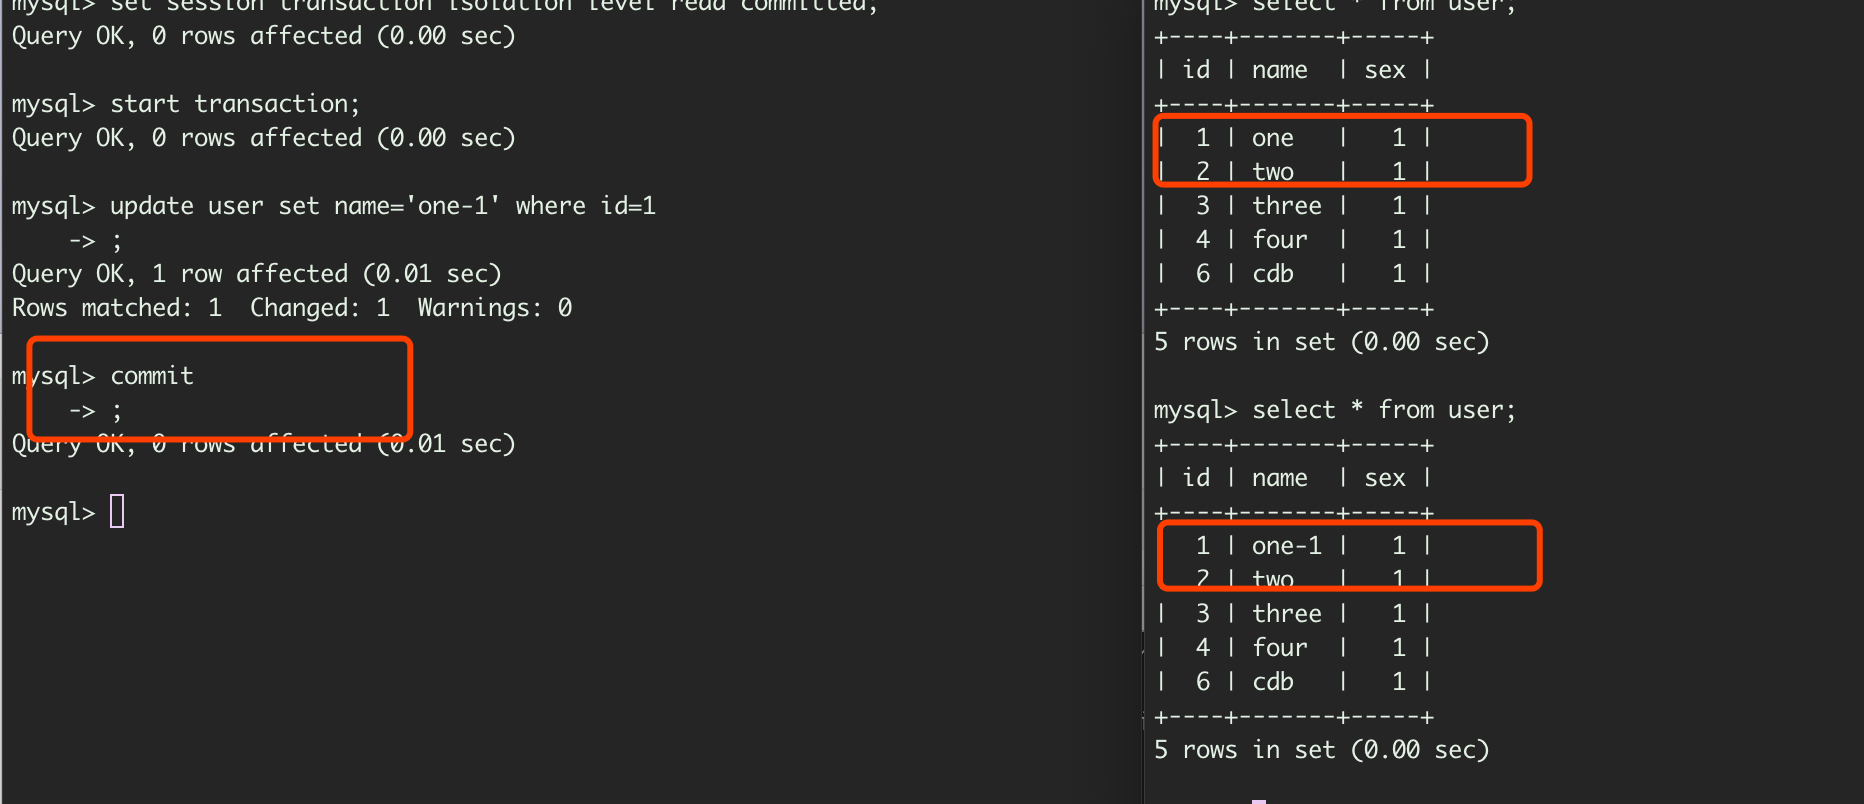 mysql> set session transaction isolation level read committed;
Query OK, 0 rows affected (0.00 sec)
mysql> start transaction;
Query OK, 0 rows affected (0.00 sec)
mysql> update user set name='one-1' where id=1
    -> ;
Query OK, 1 row affected (0.01 sec)
Rows matched: 1  Changed: 1  Warnings: 0
mysql> commit
    -> ;
Query OK, 0 rows affected (0.01 sec)
mysql>
mysql> select * from user;
+----+-------+-----+
| id | name  | sex |
+----+-------+-----+
|  1 | one   |   1 |
|  2 | two   |   1 |
|  3 | three |   1 |
|  4 | four  |   1 |
|  6 | cdb   |   1 |
+----+-------+-----+
5 rows in set (0.00 sec)
mysql> select * from user;
+----+-------+-----+
| id | name  | sex |
+----+-------+-----+
   1 | one-1 |   1 |
   2 | two   |   1 |
|  3 | three |   1 |
|  4 | four  |   1 |
|  6 | cdb   |   1 |
+----+-------+-----+
5 rows in set (0.00 sec)